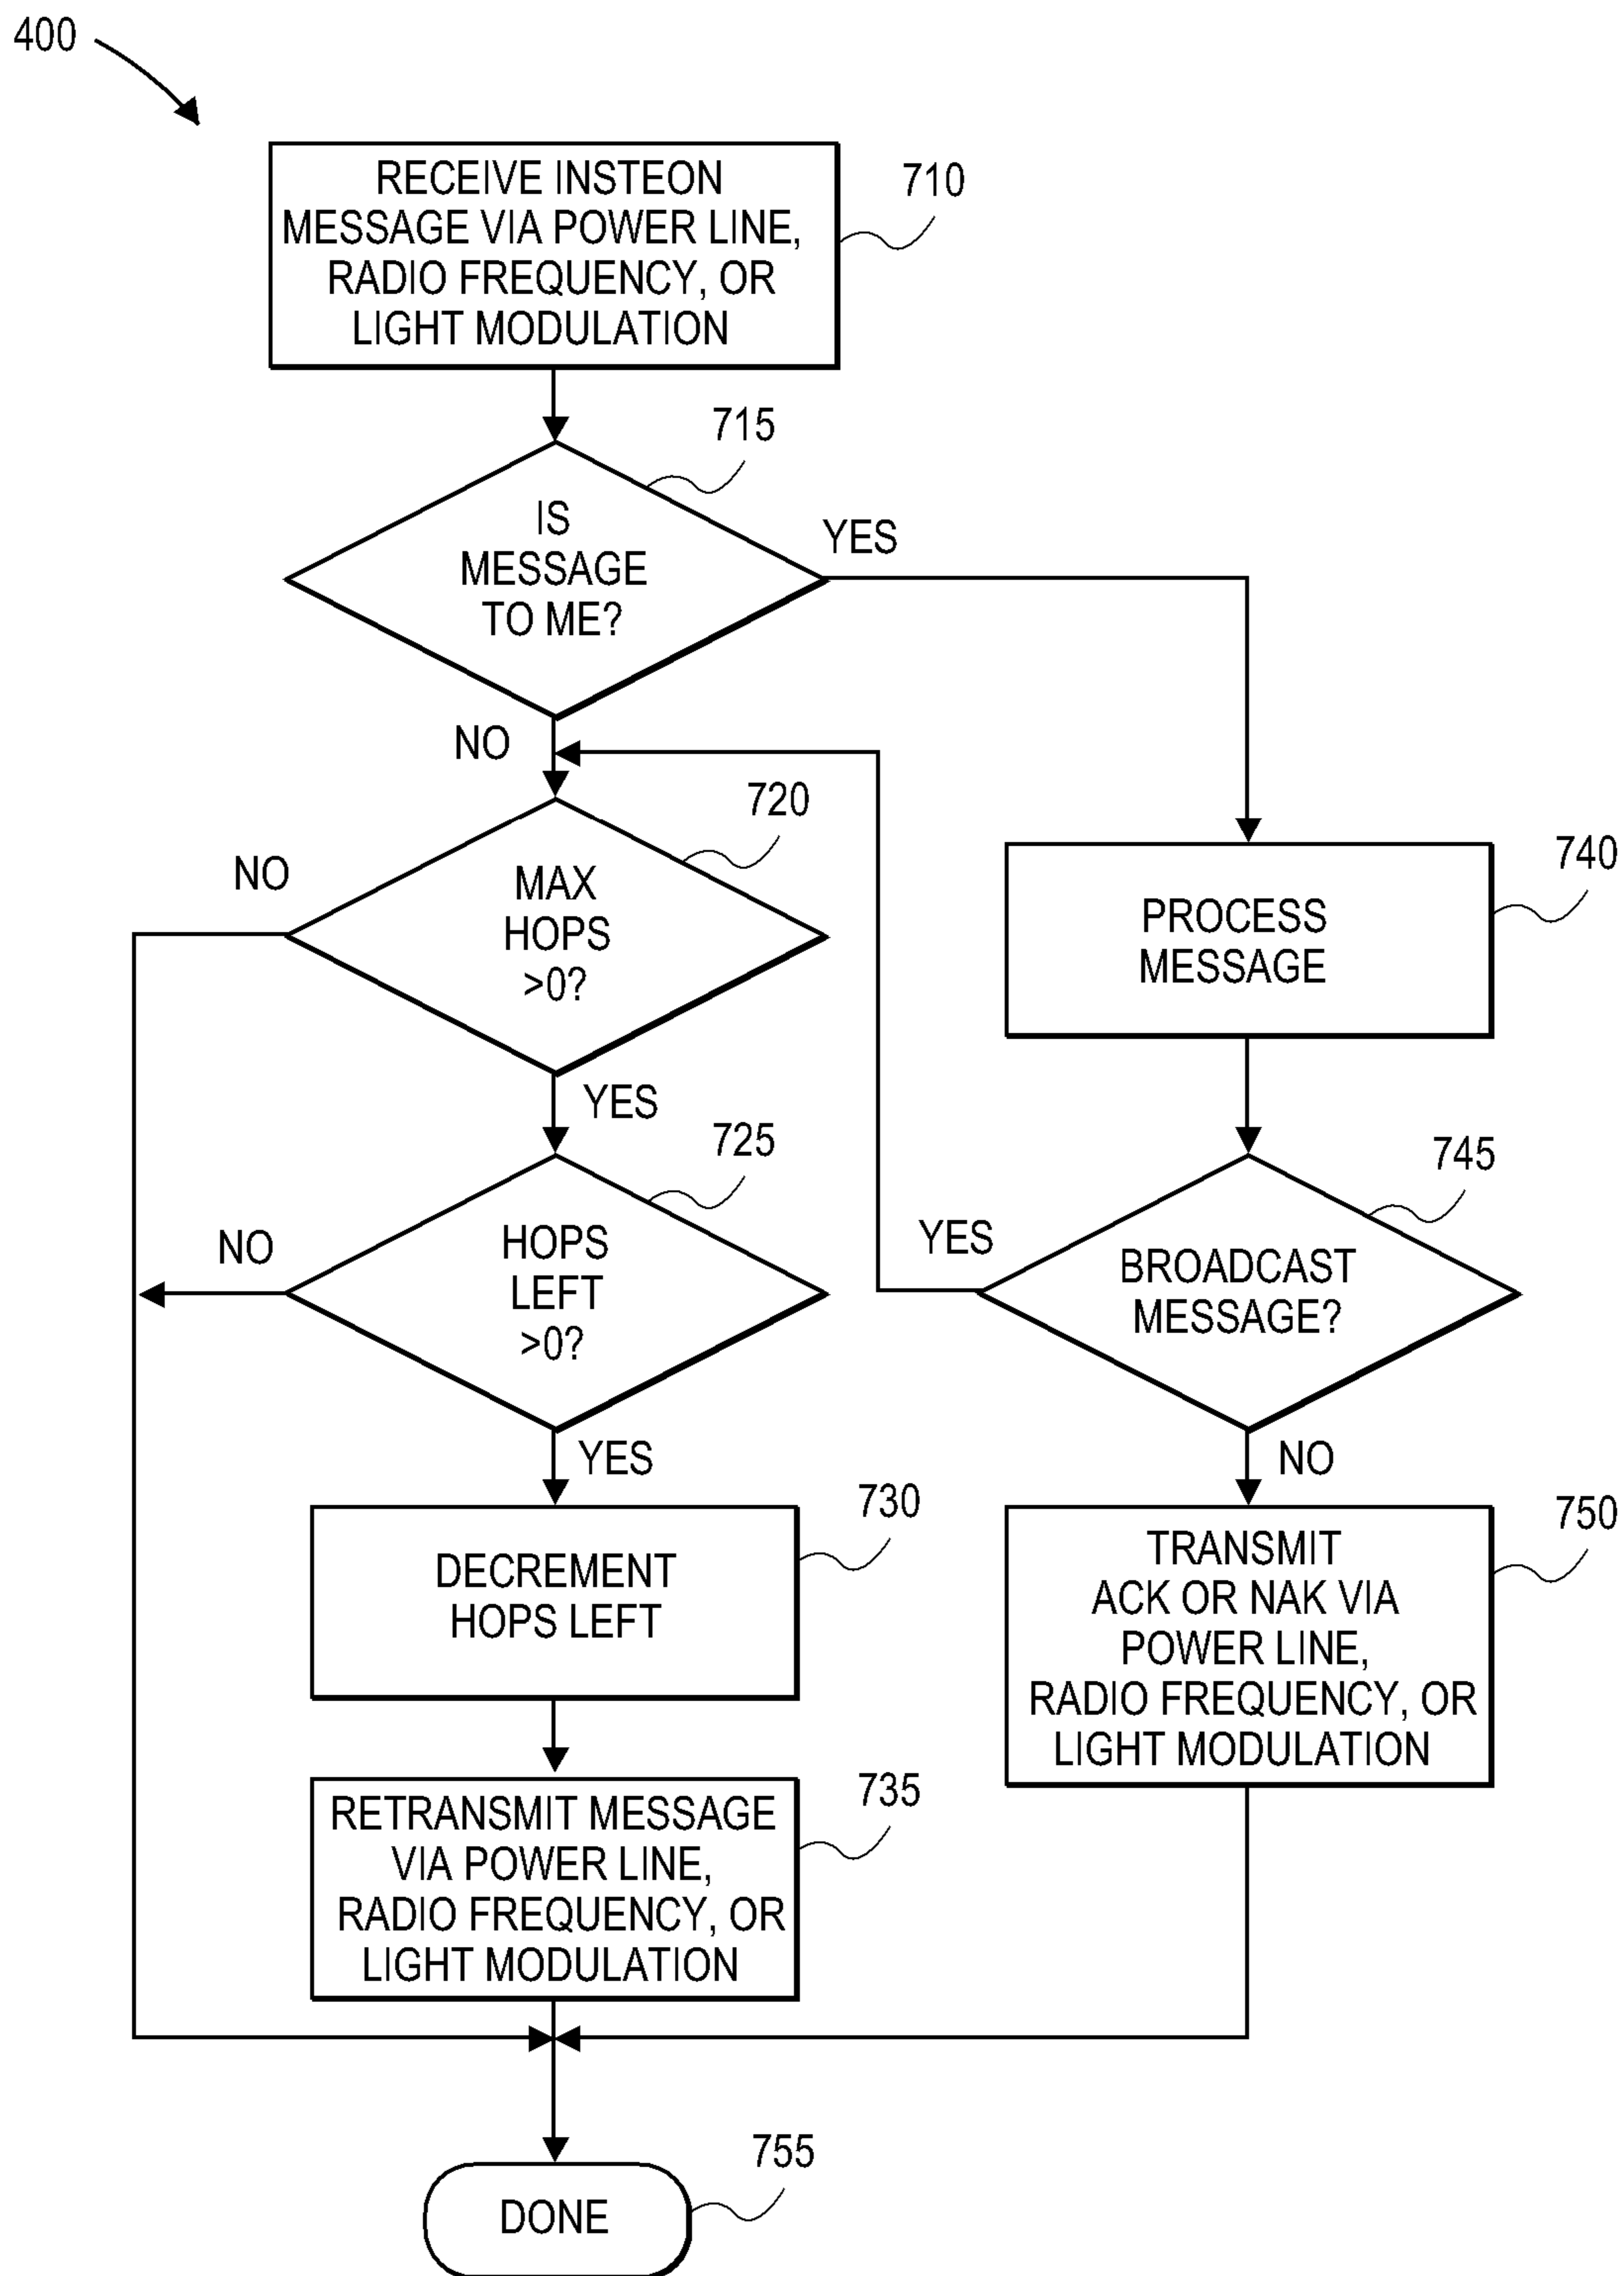 400
RECEIVE INSTEON
MESSAGE VIA POWER LINE,
RADIO FREQUENCY, OR
LIGHT MODULATION
710
715
IS
MESSAGE
TO ME?
YES
NO
720
MAX
HOPS
>0?
NO
YES
740
PROCESS
MESSAGE
725
HOPS
LEFT
>0?
NO
YES
745
BROADCAST
MESSAGE?
YES
NO
730
DECREMENT
HOPS LEFT
750
TRANSMIT
ACK OR NAK VIA
POWER LINE,
RADIO FREQUENCY, OR
LIGHT MODULATION
735
RETRANSMIT MESSAGE
VIA POWER LINE,
RADIO FREQUENCY, OR
LIGHT MODULATION
755
DONE